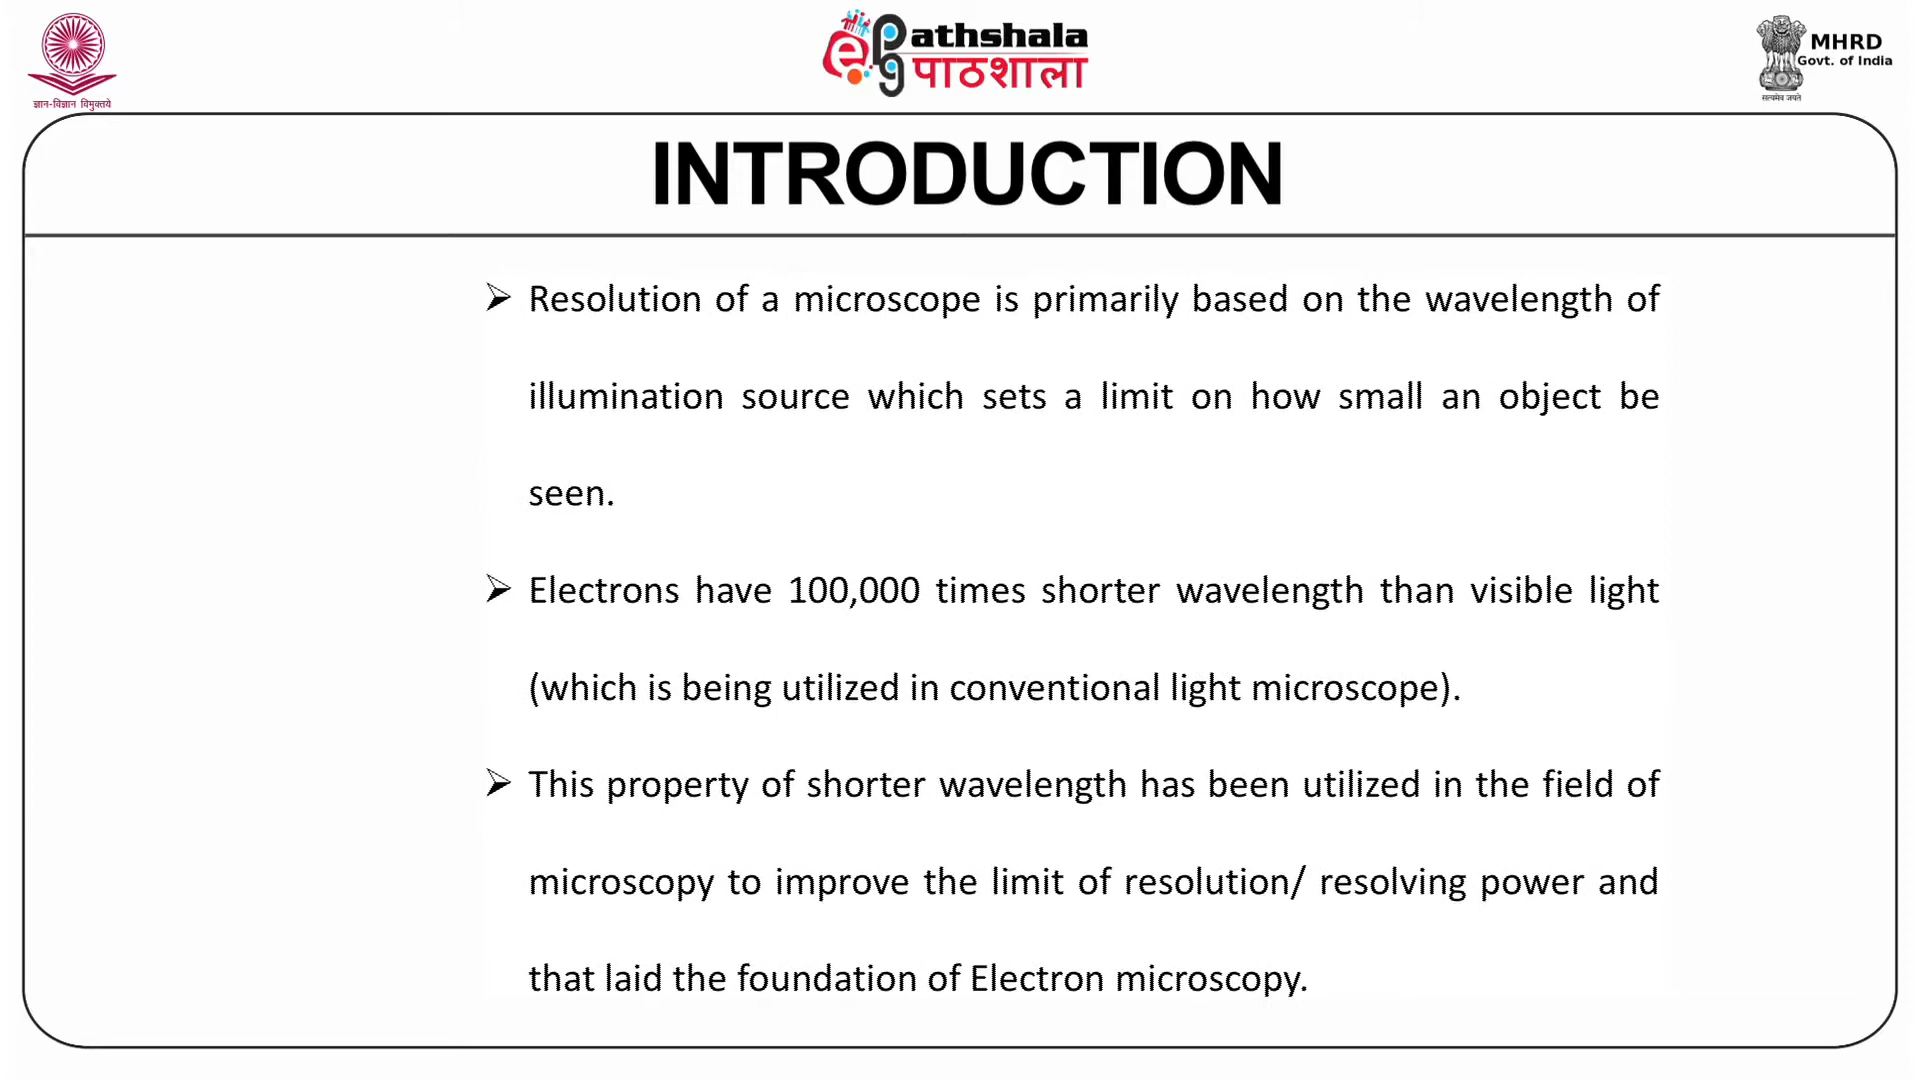 ज्ञान-विज्ञान विमुक्तये
ePG athshala
पाठशाला
MHRD
Govt. of India
सत्यमेव जयते
INTRODUCTION
➢ Resolution of a microscope is primarily based on the wavelength of
illumination source which sets a limit on how small an object be
seen.
➢ Electrons have 100,000 times shorter wavelength than visible light
(which is being utilized in conventional light microscope).
➢ This property of shorter wavelength has been utilized in the field of
microscopy to improve the limit of resolution/ resolving power and
that laid the foundation of Electron microscopy.